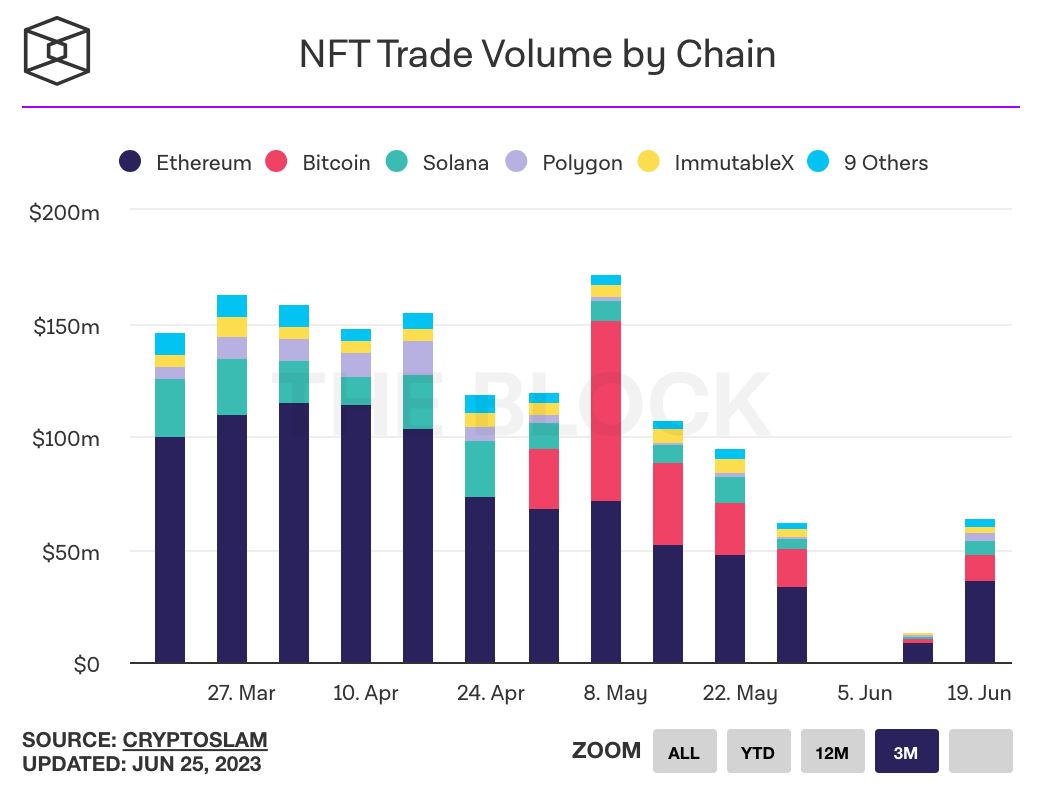 NFT Trade Volume by Chain
Ethereum Bitcoin Solana Polygon ImmutableX 9 Others
$200m
$150m
THE BLOCK
$100m
$50m
$0
27. Mar 10. Apr 24. Apr 8. May 22. May 5. Jun 19. Jun
SOURCE: CRYPTOSLAM
UPDATED: JUN 25, 2023
ZOOM ALL YTD 12M 3M